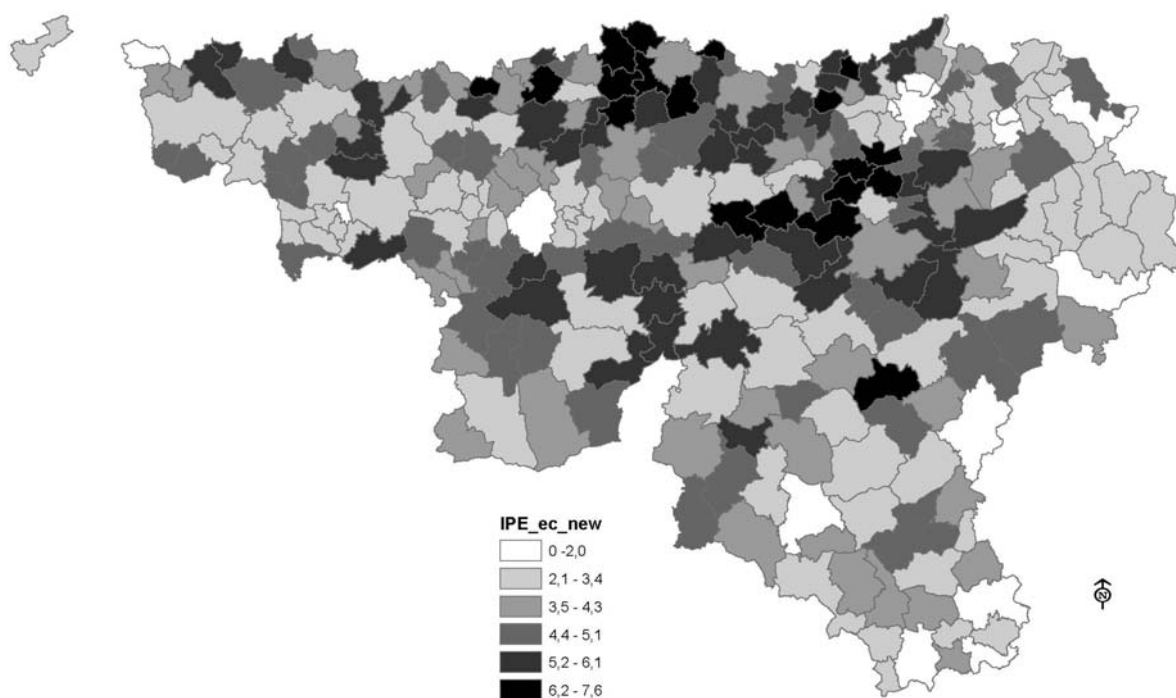 IPE_ec_new
0 -2,0
2,1 - 3,4
3,5 - 4,3
4,4 - 5,1
5,2 - 6,1
6,2 - 7,6
N